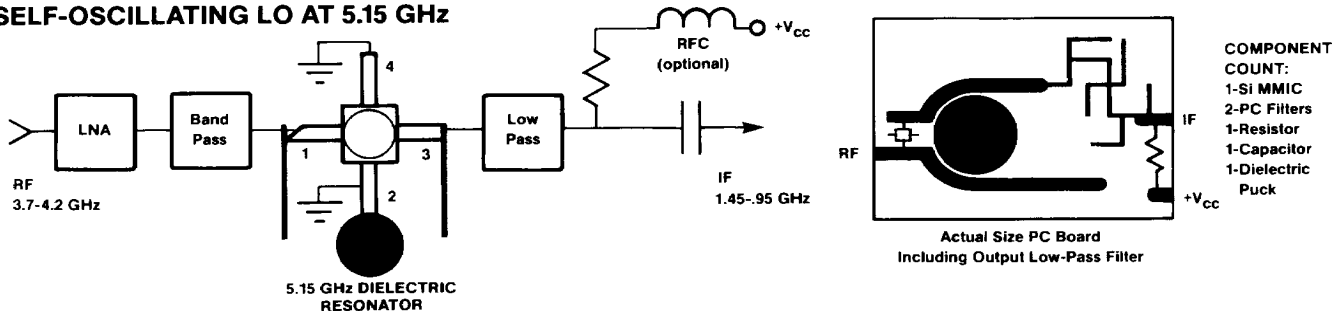 SELF-OSCILLATING LO AT 5.15 GHz
RFC
(optional)
+VCC
4
LNA
Band
Pass
1
3
Low
Pass
RF
3.7-4.2 GHz
2
IF
1.45-.95 GHz
5.15 GHz DIELECTRIC
RESONATOR
RF
IF
+VCC
Actual Size PC Board
Including Output Low-Pass Filter
COMPONENT
COUNT:
1-Si MMIC
2-PC Filters
1-Resistor
1-Capacitor
1-Dielectric
Puck